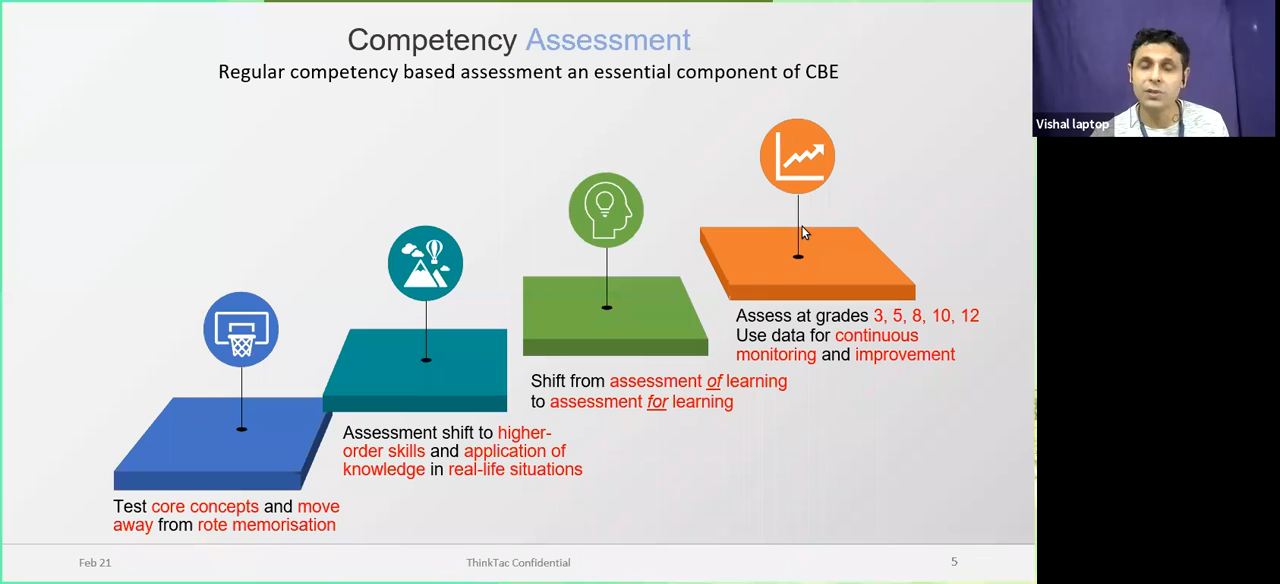 Competency Assessment
Regular competency based assessment an essential component of CBE
Vishal laptop
Test core concepts and move
away from rote memorisation
Assessment shift to higher-
order skills and application of
knowledge in real-life situations
Shift from assessment of learning
to assessment for learning
Assess at grades 3, 5, 8, 10, 12
Use data for continuous
monitoring and improvement
Feb 21
ThinkTac Confidential
5